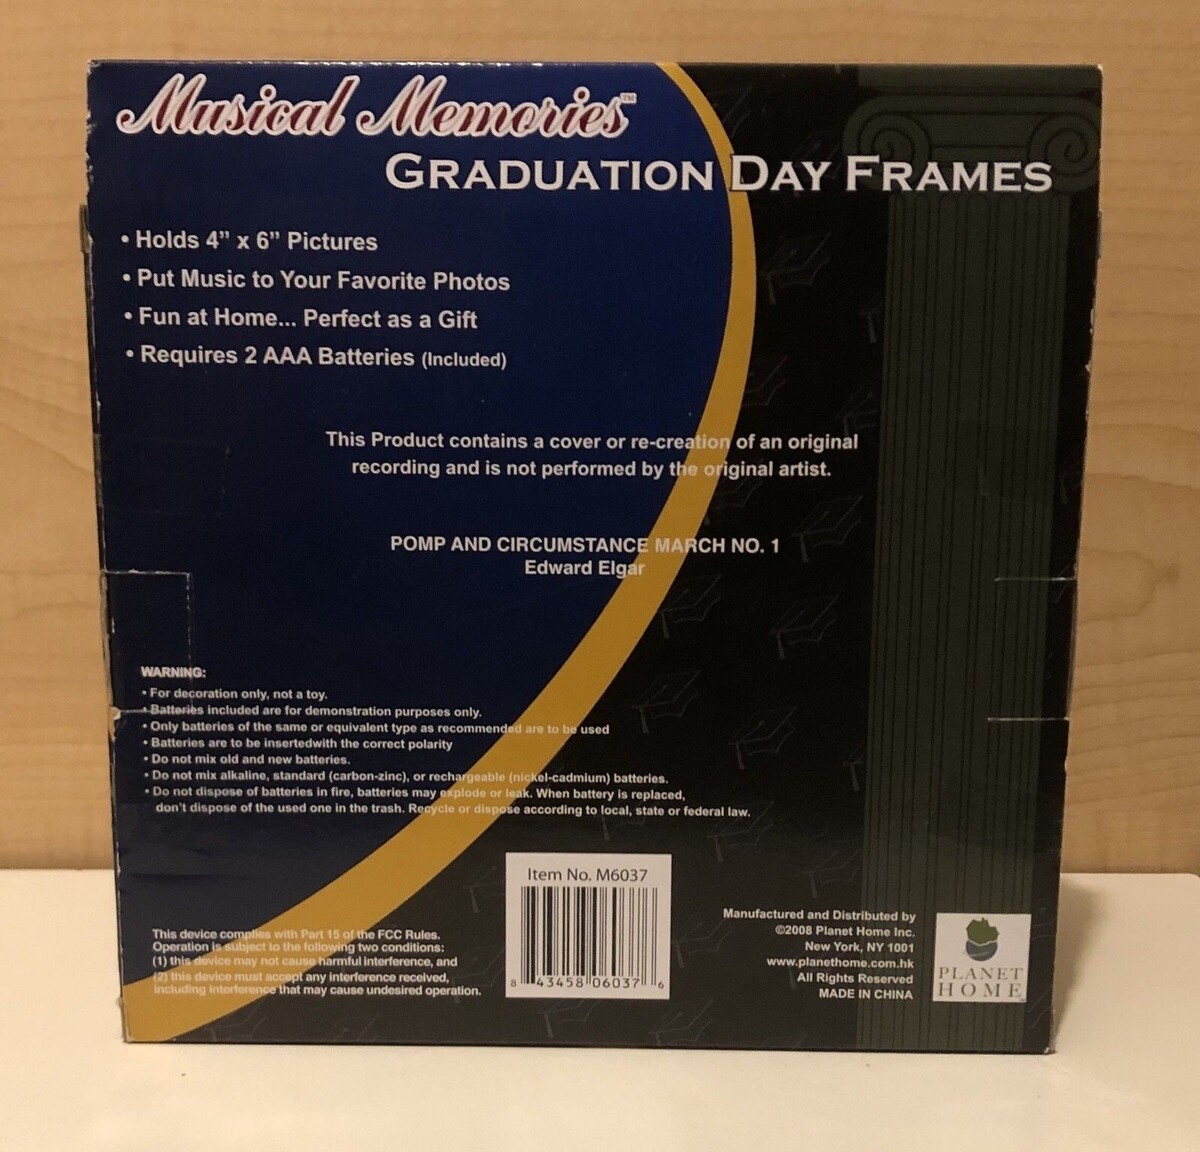 Musical Memories™
GRADUATION DAY FRAMES
• Holds 4” x 6” Pictures
• Put Music to Your Favorite Photos
• Fun at Home... Perfect as a Gift
• Requires 2 AAA Batteries (Included)
This Product contains a cover or re-creation of an original
recording and is not performed by the original artist.
POMP AND CIRCUMSTANCE MARCH NO. 1
Edward Elgar
WARNING:
• For decoration only, not a toy.
• Batteries included are for demonstration purposes only.
• Only batteries of the same or equivalent type as recommended are to be used
• Batteries are to be insertedwith the correct polarity
• Do not mix old and new batteries.
• Do not mix alkaline, standard (carbon-zinc), or rechargeable (nickel-cadmium) batteries.
• Do not dispose of batteries in fire, batteries may explode or leak. When battery is replaced,
don't dispose of the used one in the trash. Recycle or dispose according to local, state or federal law.
This device complies with Part 15 of the FCC Rules.
Operation is subject to the following two conditions:
(1) this device may not cause harmful interference, and
(2) this device must accept any interference received,
including interference that may cause undesired operation.
Item No. M6037
8 43458 06037 6
Manufactured and Distributed by
©2008 Planet Home Inc.
New York, NY 1001
www.planethome.com.hk
All Rights Reserved
MADE IN CHINA
PLANET
HOME